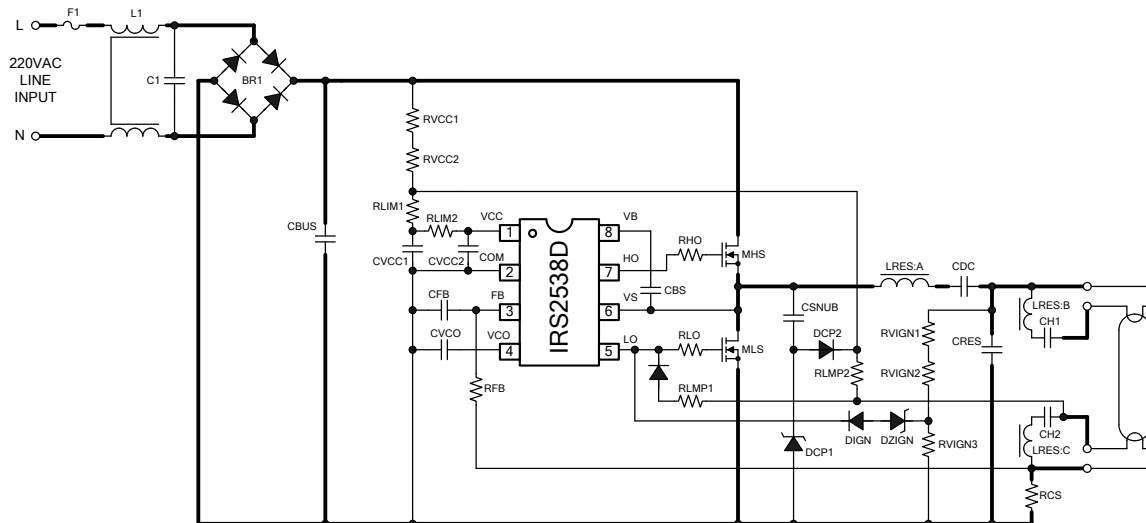 F1
L1
L
220VAC
LINE
INPUT
C1
BR1
N
RVCC1
RVCC2
RLIM1
RLIM2
VCC
VB
CBUS
1
8
RHO
MHS
CVCC1
CVCC2
COM
HO
2
7
IRS2538D
CBS
LRES:A
CDC
CFB
FB
VS
3
6
CSNUB
LRES:B
CH1
CVCO
VCO
LO
4
5
RLO
MLS
DCP2
RVIGN1
CRES
RFB
RLMP1
RLMP2
RVIGN2
DIGN
DZIGN
RVIGN3
DCP1
CH2
LRES:C
RCS